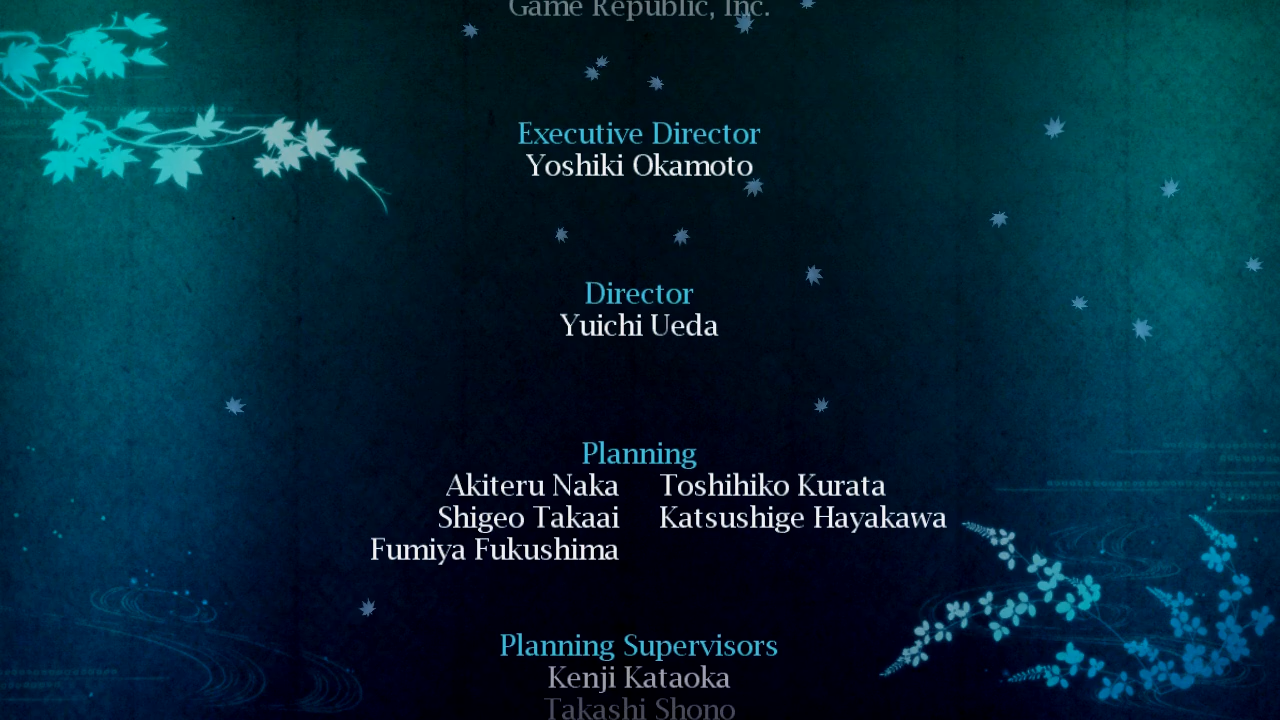 Game Republic, Inc.
Executive Director
Yoshiki Okamoto
Director
Yuichi Ueda
Planning
Akiteru Naka Toshihiko Kurata
Shigeo Takaai Katsushige Hayakawa
Fumiya Fukushima
Planning Supervisors
Kenji Kataoka
Takashi Shono